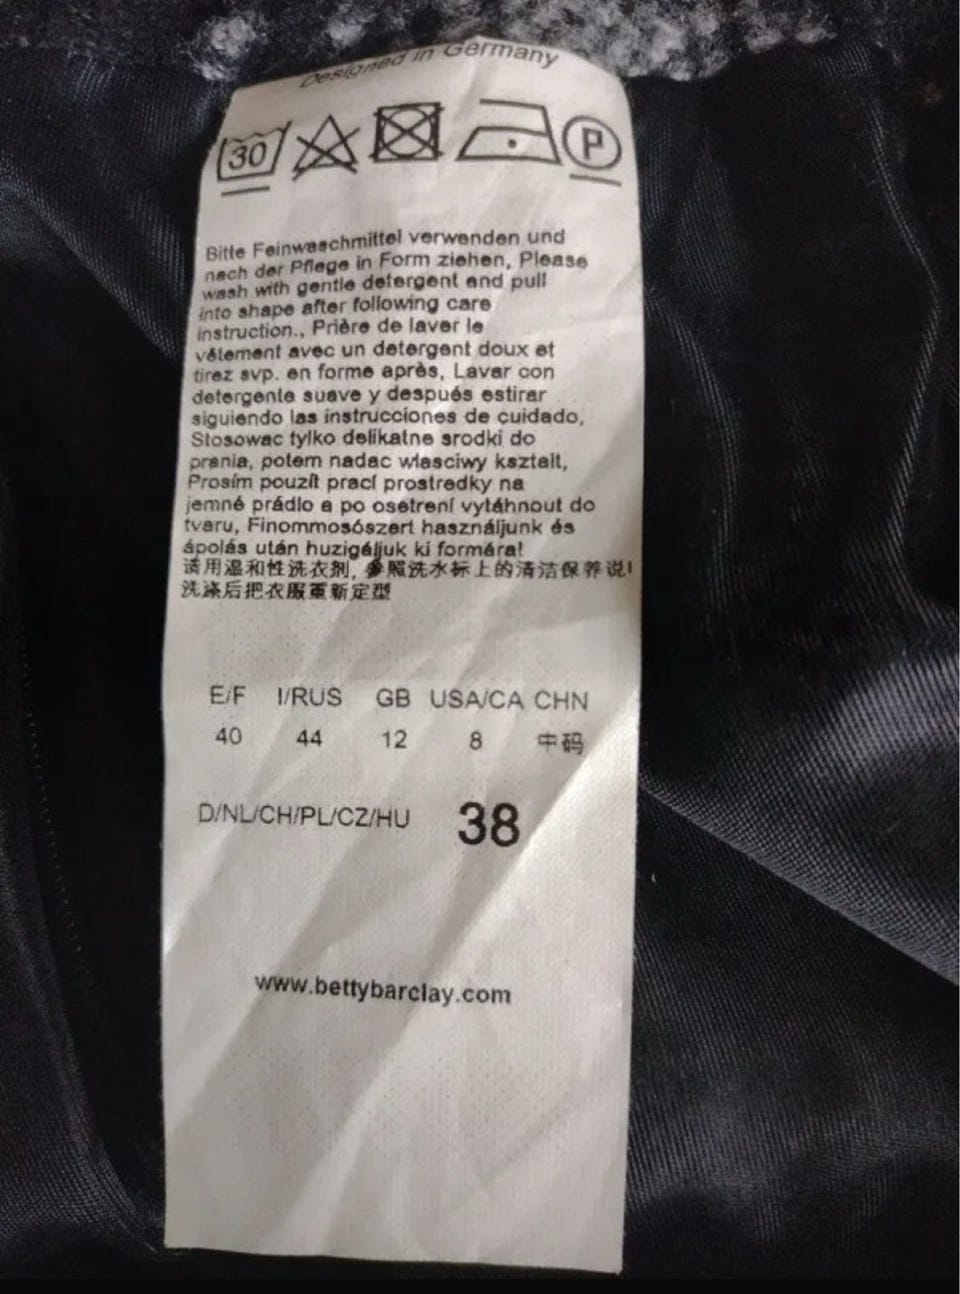 Designed in Germany
30 P
Bitte Feinwaschmittel verwenden und
nach der Pflege in Form ziehen, Please
wash with gentle detergent and pull
into shape after following care
instruction., Prière de laver le
vêtement avec un detergent doux et
tirez svp. en forme après, Lavar con
detergente suave y después estirar
siguiendo las instrucciones de cuidado,
Stosowac tylko delikatne srodki do
prania, potem nadac wlasciwy ksztalt,
Prosím pouzít prací prostredky na
jemné prádlo a po osetrení vytáhnout do
tvaru, Finommosószert használjunk és
ápolás után huzigáljuk ki formára!
适用温和性洗衣剂, 参照洗水标上的清洁保养说!
洗涤后把衣服重新定型
E/F I/RUS GB USA/CA CHN
40 44 12 8 中码
D/NL/CH/PL/CZ/HU 38
www.bettybarclay.com